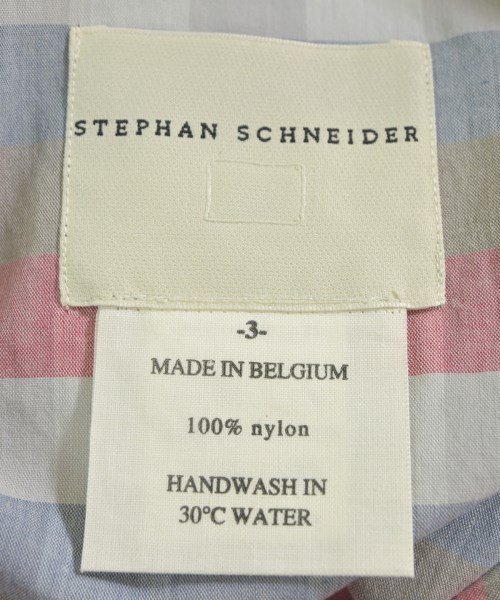 STEPHAN SCHNEIDER
-3-
MADE IN BELGIUM
100% nylon
HANDWASH IN
30°C WATER